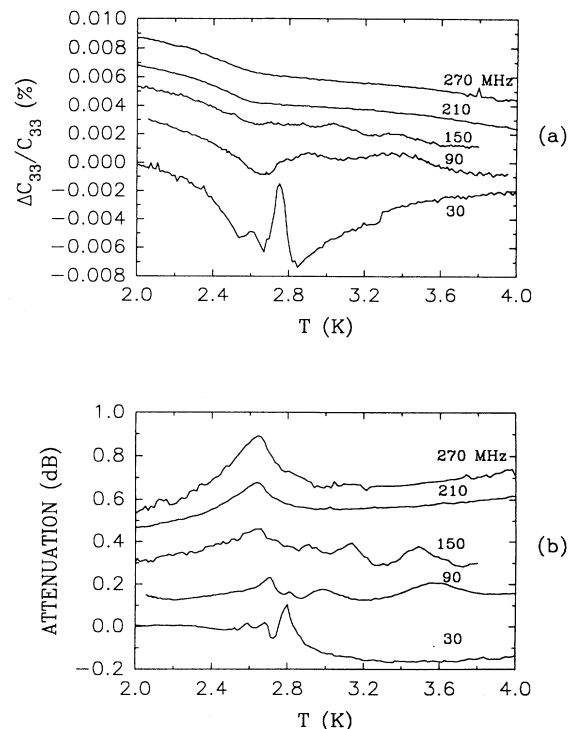 0.010
0.008
0.006
0.004
0.002
0.000
−0.002
−0.004
−0.006
−0.008
ΔC₃₃/C₃₃ (%)
270 MHz
210
150
90
30
(a)
2.0 2.4 2.8 3.2 3.6 4.0
T (K)
1.0
0.8
0.6
0.4
0.2
0.0
−0.2
ATTENUATION (dB)
270 MHz
210
150
90
30
(b)
2.0 2.4 2.8 3.2 3.6 4.0
T (K)